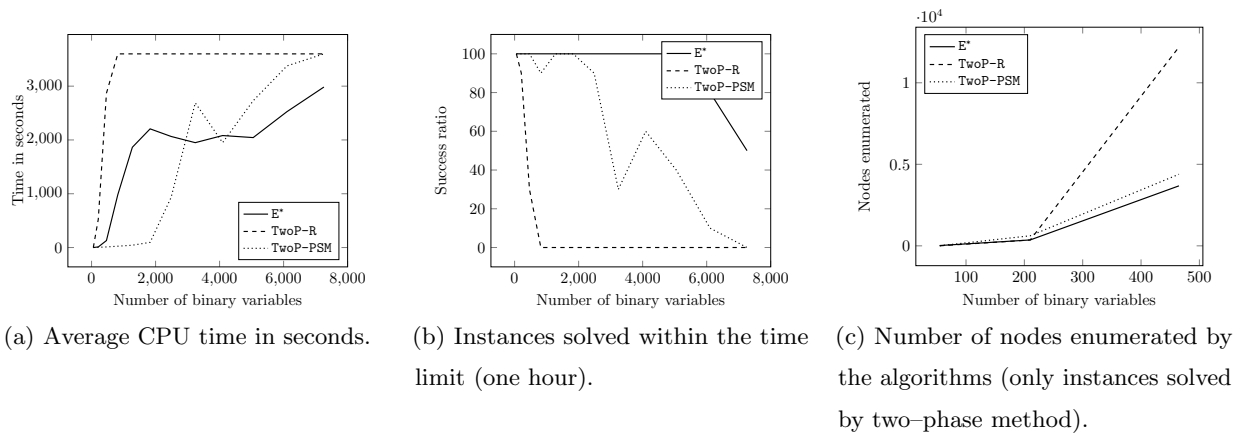 0
2,000
4,000
6,000
8,000
0
1,000
2,000
3,000
Number of binary variables
Time in seconds
E*
TwoP-R
TwoP-PSM
(a) Average CPU time in seconds.
0
2,000
4,000
6,000
8,000
0
20
40
60
80
100
Number of binary variables
Success ratio
E*
TwoP-R
TwoP-PSM
(b) Instances solved within the time
limit (one hour).
100
200
300
400
500
0
0.5
1
·10⁴
Number of binary variables
Nodes enumerated
E*
TwoP-R
TwoP-PSM
(c) Number of nodes enumerated by
the algorithms (only instances solved
by two–phase method).